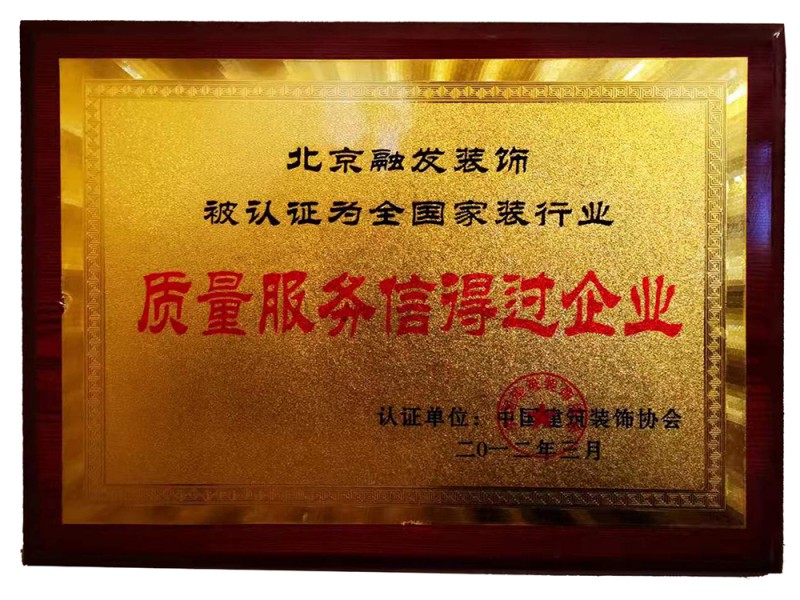 北京融发装饰
被认证为全国家装行业
质量服务信得过企业
认证单位：中国建筑装饰协会
二〇一二年三月